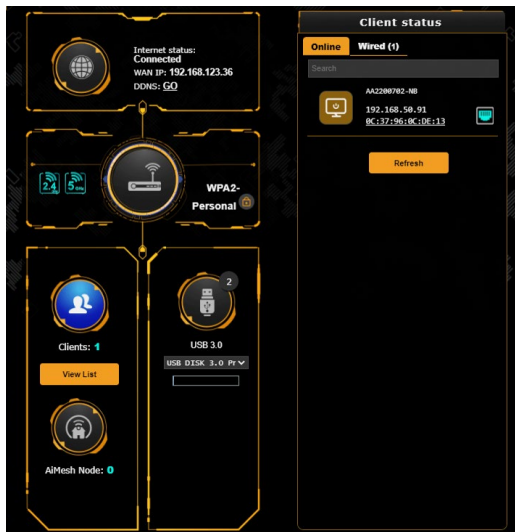 Internet status:
Connected
WAN IP: 192.168.123.36
DDNS: GO
2.4
5 GHz
WPA2-
Personal
Clients: 1
View List
AiMesh Node: 0
2
USB 3.0
USB DISK 3.0 Pr
Client status
Online
Wired (1)
Search
AA2200702-NB
192.168.50.91
0C:37:96:0C:DE:13
Refresh